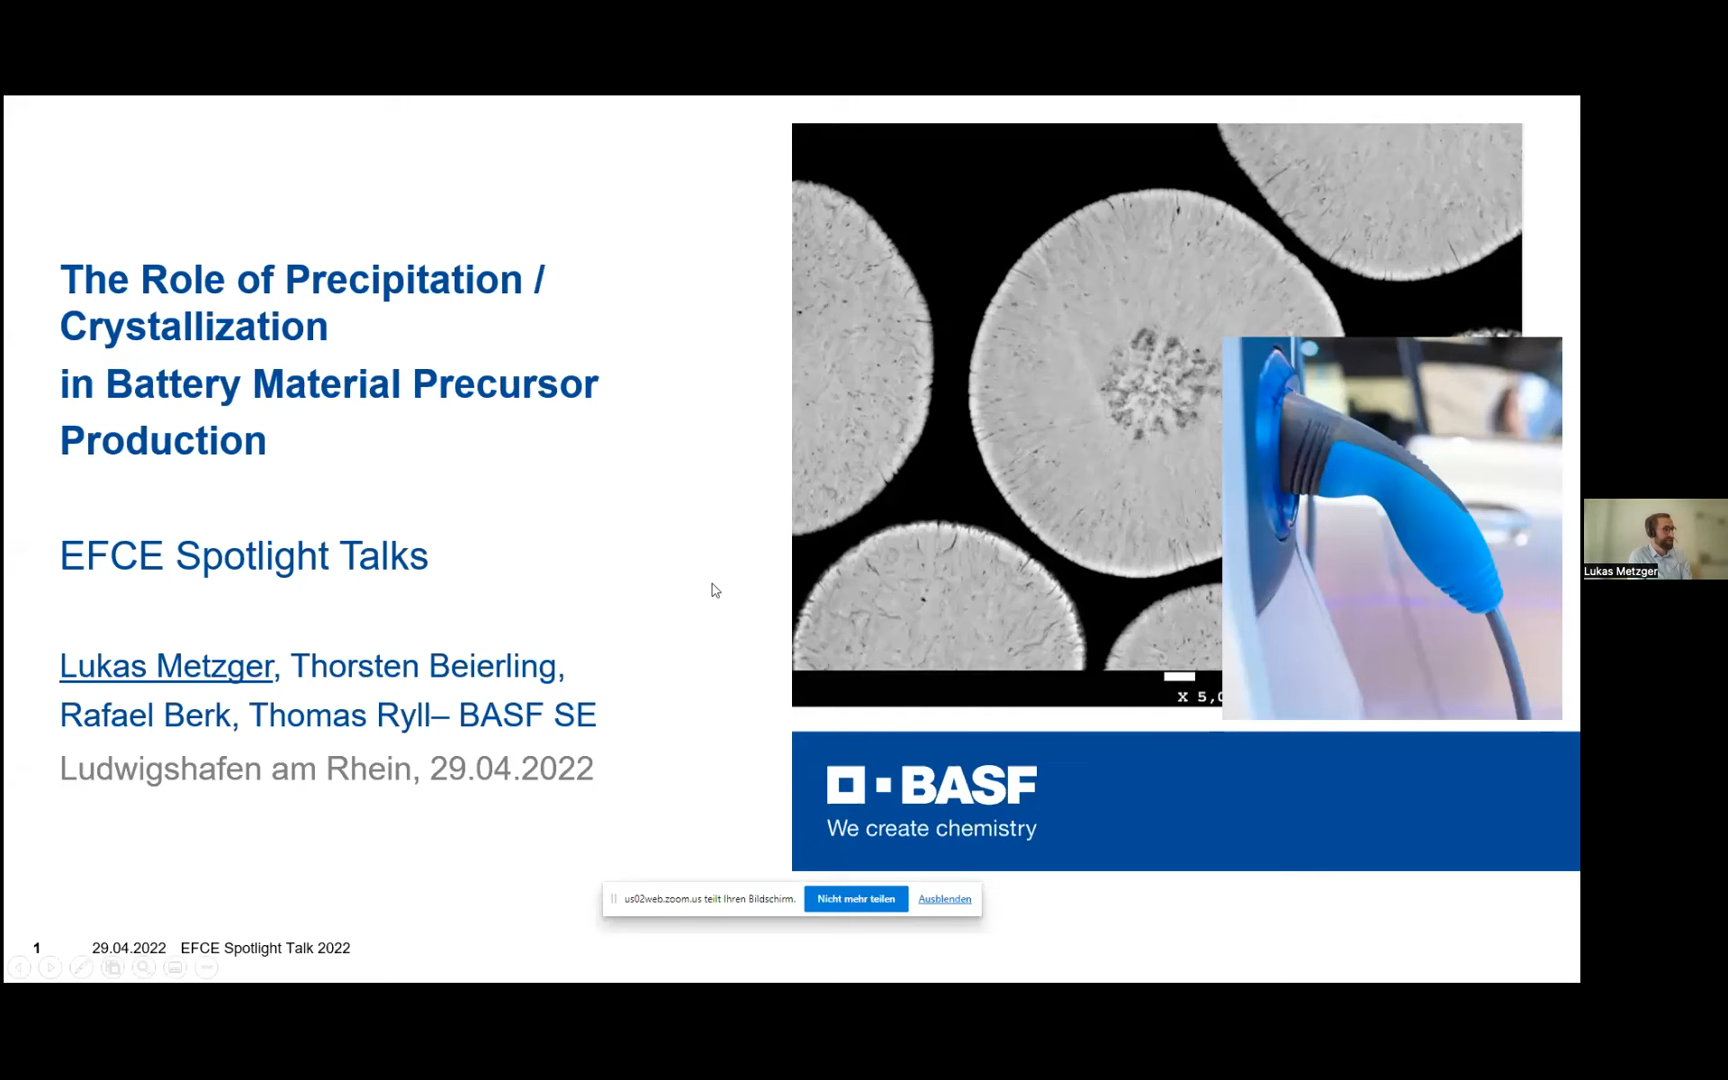 The Role of Precipitation /
Crystallization
in Battery Material Precursor
Production
EFCE Spotlight Talks
Lukas Metzger, Thorsten Beierling,
Rafael Berk, Thomas Ryll– BASF SE
Ludwigshafen am Rhein, 29.04.2022
X 5,0
BASF
We create chemistry
Lukas Metzger
us02web.zoom.us teilt Ihren Bildschirm.
Nicht mehr teilen
Ausblenden
1 29.04.2022 EFCE Spotlight Talk 2022